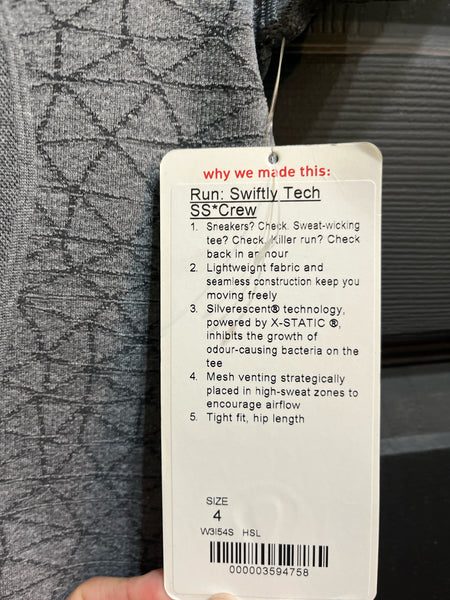 why we made this:
Run: Swiftly Tech
SS*Crew
1. Sneakers? Check. Sweat-wicking
tee? Check. Killer run? Check
back in an hour
2. Lightweight fabric and
seamless construction keep you
moving freely
3. Silverescent® technology,
powered by X-STATIC ®,
inhibits the growth of
odour-causing bacteria on the
tee
4. Mesh venting strategically
placed in high-sweat zones to
encourage airflow
5. Tight fit, hip length
SIZE
4
W3I54S HSL
000003594758